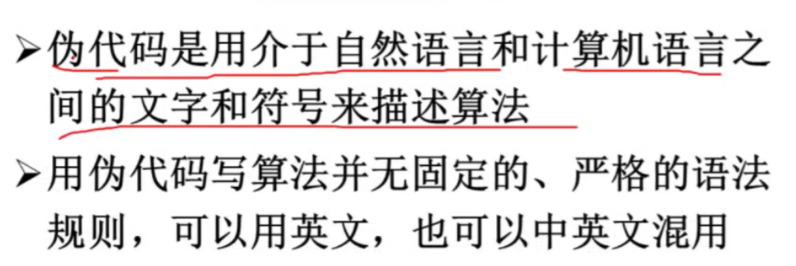 ➢伪代码是用介于自然语言和计算机语言之
间的文字和符号来描述算法
➢用伪代码写算法并无固定的、严格的语法
规则，可以用英文，也可以中英文混用